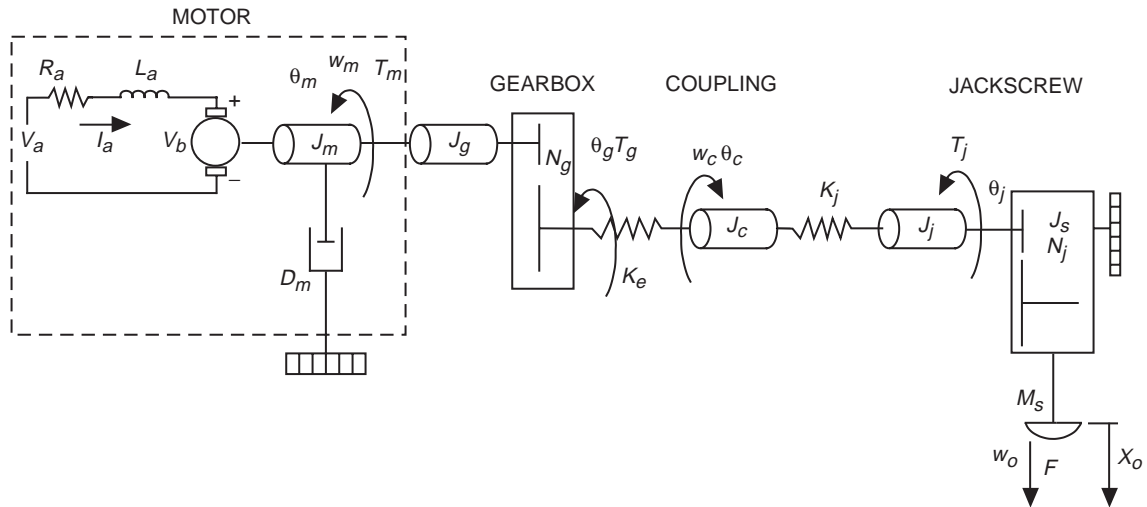 MOTOR
GEARBOX
COUPLING
JACKSCREW
R_a
L_a
V_a
I_a
V_b
+
–
θ_m
w_m
T_m
J_m
D_m
J_g
N_g
θ_g T_g
K_e
w_c θ_c
J_c
K_j
T_j
J_j
θ_j
J_s
N_j
M_s
w_o
F
X_o